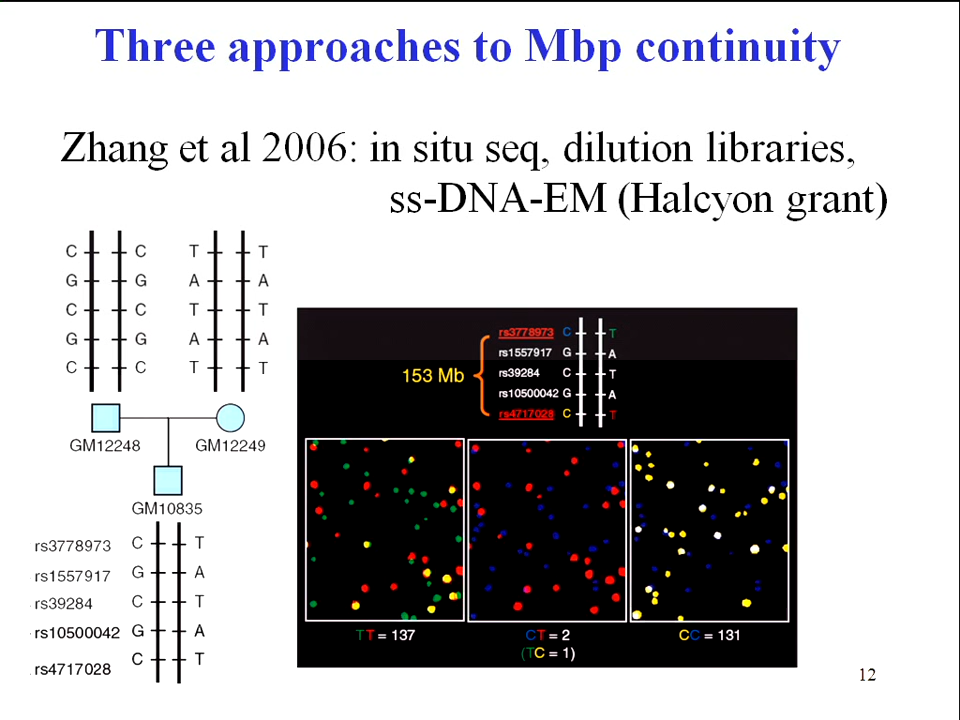 Three approaches to Mbp continuity
Zhang et al 2006: in situ seq, dilution libraries,
ss-DNA-EM (Halcyon grant)
C C T T
G G A A
C C T T
G G A A
C C T T
GM12248 GM12249
GM10835
rs3778973 C T
rs1557917 G A
rs39284 C T
rs10500042 G A
rs4717028 C T
153 Mb
rs3778973 C T
rs1557917 G A
rs39284 C T
rs10500042 G A
rs4717028 C T
TT = 137
CT = 2
(TC = 1)
CC = 131
12